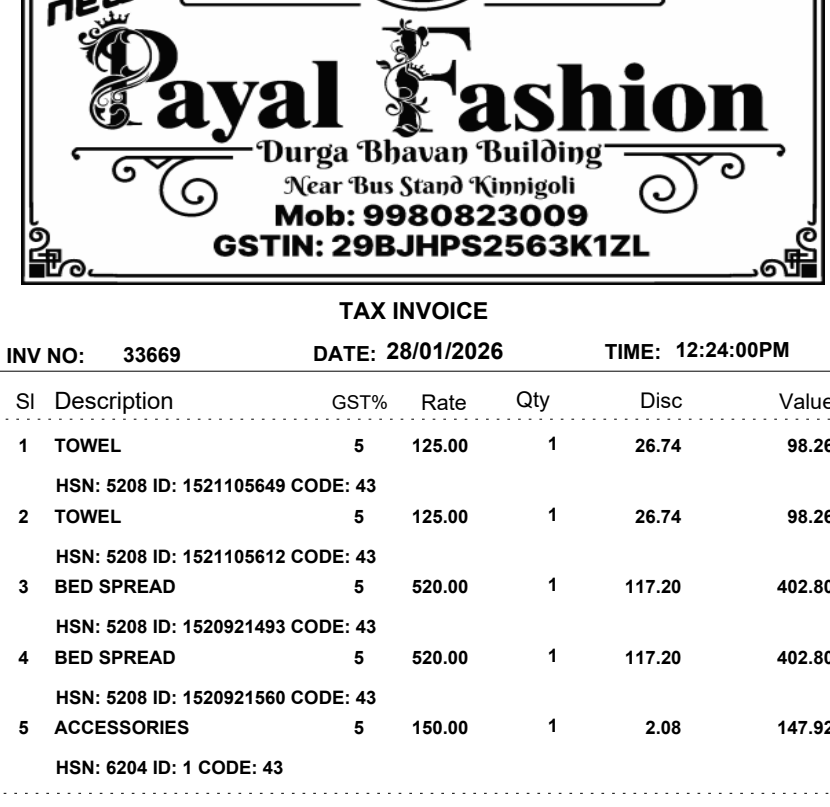 new
Payal Fashion
Durga Bhavan Building
Near Bus Stand Kinnigoli
Mob: 9980823009
GSTIN: 29BJHPS2563K1ZL
TAX INVOICE
INV NO: 33669 DATE: 28/01/2026 TIME: 12:24:00PM
Sl Description GST% Rate Qty Disc Value
1 TOWEL 5 125.00 1 26.74 98.26
HSN: 5208 ID: 1521105649 CODE: 43
2 TOWEL 5 125.00 1 26.74 98.26
HSN: 5208 ID: 1521105612 CODE: 43
3 BED SPREAD 5 520.00 1 117.20 402.80
HSN: 5208 ID: 1520921493 CODE: 43
4 BED SPREAD 5 520.00 1 117.20 402.80
HSN: 5208 ID: 1520921560 CODE: 43
5 ACCESSORIES 5 150.00 1 2.08 147.92
HSN: 6204 ID: 1 CODE: 43